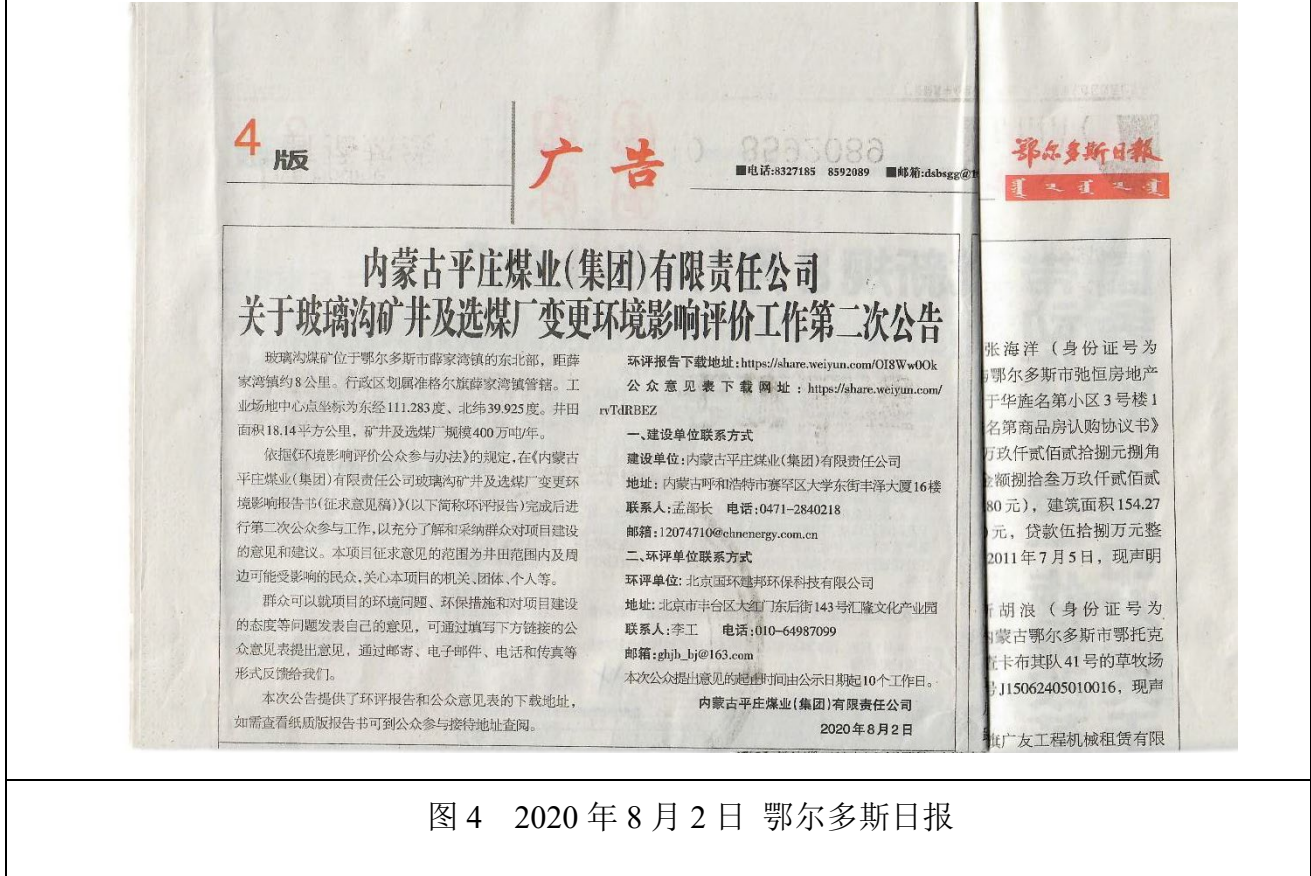 4版
广告
■电话:8327185 8592089 ■邮箱:dsbsgg@1
鄂尔多斯日报
内蒙古平庄煤业(集团)有限责任公司
关于玻璃沟矿井及选煤厂变更环境影响评价工作第二次公告
玻璃沟煤矿位于鄂尔多斯市薛家湾镇的东北部，距薛
家湾镇约8公里。行政区划属准格尔旗薛家湾镇管辖。工
业场地中心点坐标为东经111.283度、北纬39.925度。井田
面积18.14平方公里，矿井及选煤厂规模400万吨/年。
依据《环境影响评价公众参与办法》的规定，在《内蒙古
平庄煤业(集团)有限责任公司玻璃沟矿井及选煤厂变更环
境影响报告书(征求意见稿)》(以下简称环评报告)完成后进
行第二次公众参与工作，以充分了解和采纳群众对项目建设
的意见和建议。本项目征求意见的范围为井田范围内及周
边可能受影响的民众，关心本项目的机关、团体、个人等。
群众可以就项目的环境问题、环保措施和对项目建设
的态度等问题发表自己的意见，可通过填写下方链接的公
众意见表提出意见，通过邮寄、电子邮件、电话和传真等
形式反馈给我们。
本次公告提供了环评报告和公众意见表的下载地址，
如需查看纸质版报告书可到公众参与接待地址查阅。
环评报告下载地址:https://share.weiyun.com/OI8Ww0Ok
公众意见表下载网址：https://share.weiyun.com/
rvTdRBEZ
一、建设单位联系方式
建设单位:内蒙古平庄煤业(集团)有限责任公司
地址：内蒙古呼和浩特市赛罕区大学东街丰泽大厦16楼
联系人:孟部长 电话:0471-2840218
邮箱:12074710@chnenergy.com.cn
二、环评单位联系方式
环评单位:北京国环建邦环保科技有限公司
地址:北京市丰台区大红门东后街143号汇隆文化产业园
联系人:李工 电话:010-64987099
邮箱:ghjb_bj@163.com
本次公众提出意见的起止时间由公示日期起10个工作日。
内蒙古平庄煤业(集团)有限责任公司
2020年8月2日
张海洋（身份证号为
鄂尔多斯市弛恒房地产
于华旌名第小区3号楼1
名第商品房认购协议书》
万玖仟贰佰贰拾捌元捌角
金额捌拾叁万玖仟贰佰贰
80元），建筑面积154.27
元，贷款伍拾捌万元整
2011年7月5日，现声明
胡浪（身份证号为
内蒙古鄂尔多斯市鄂托克
卡布其队41号的草牧场
J15062405010016，现声
旗广友工程机械租赁有限
图4 2020年8月2日 鄂尔多斯日报